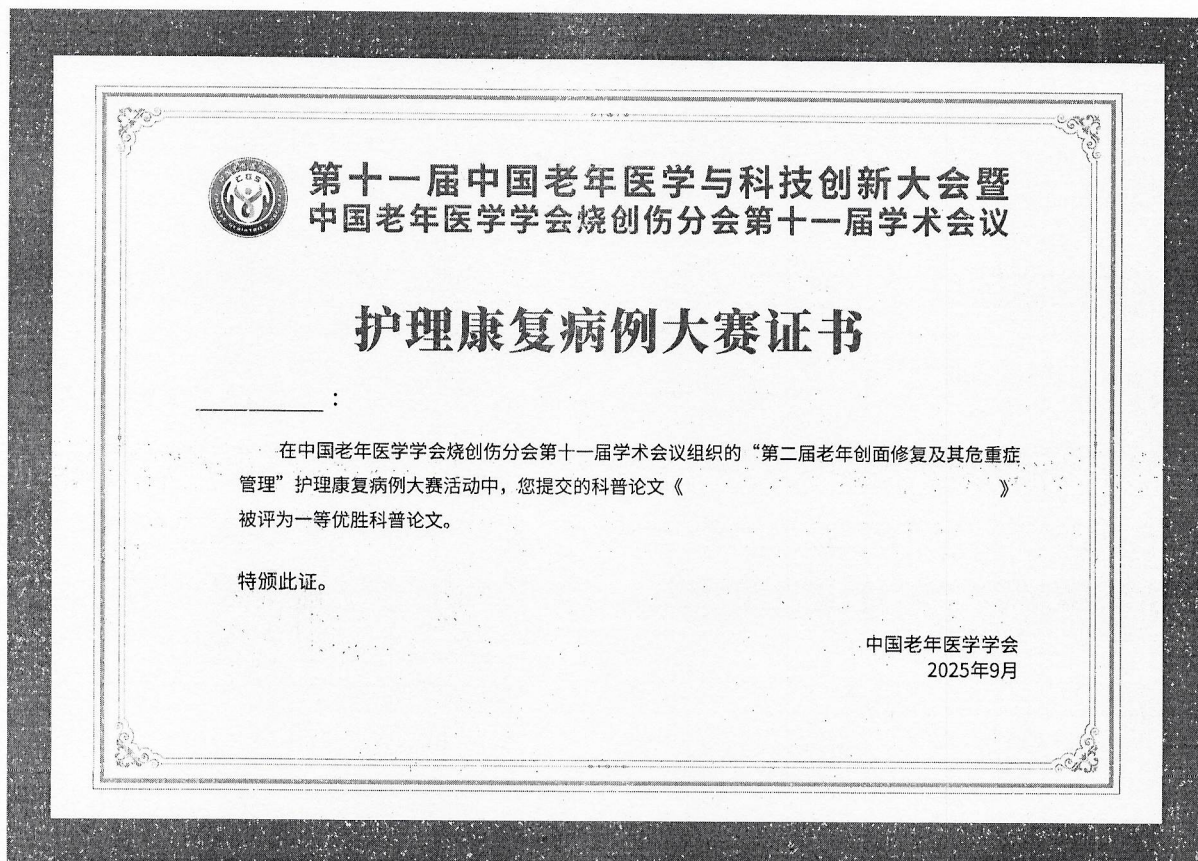 CGS
第十一届中国老年医学与科技创新大会暨
中国老年医学学会烧创伤分会第十一届学术会议
护理康复病例大赛证书
：
在中国老年医学学会烧创伤分会第十一届学术会议组织的“第二届老年创面修复及其危重症
管理”护理康复病例大赛活动中，您提交的科普论文《 》
被评为一等优胜科普论文。
特颁此证。
中国老年医学学会
2025年9月